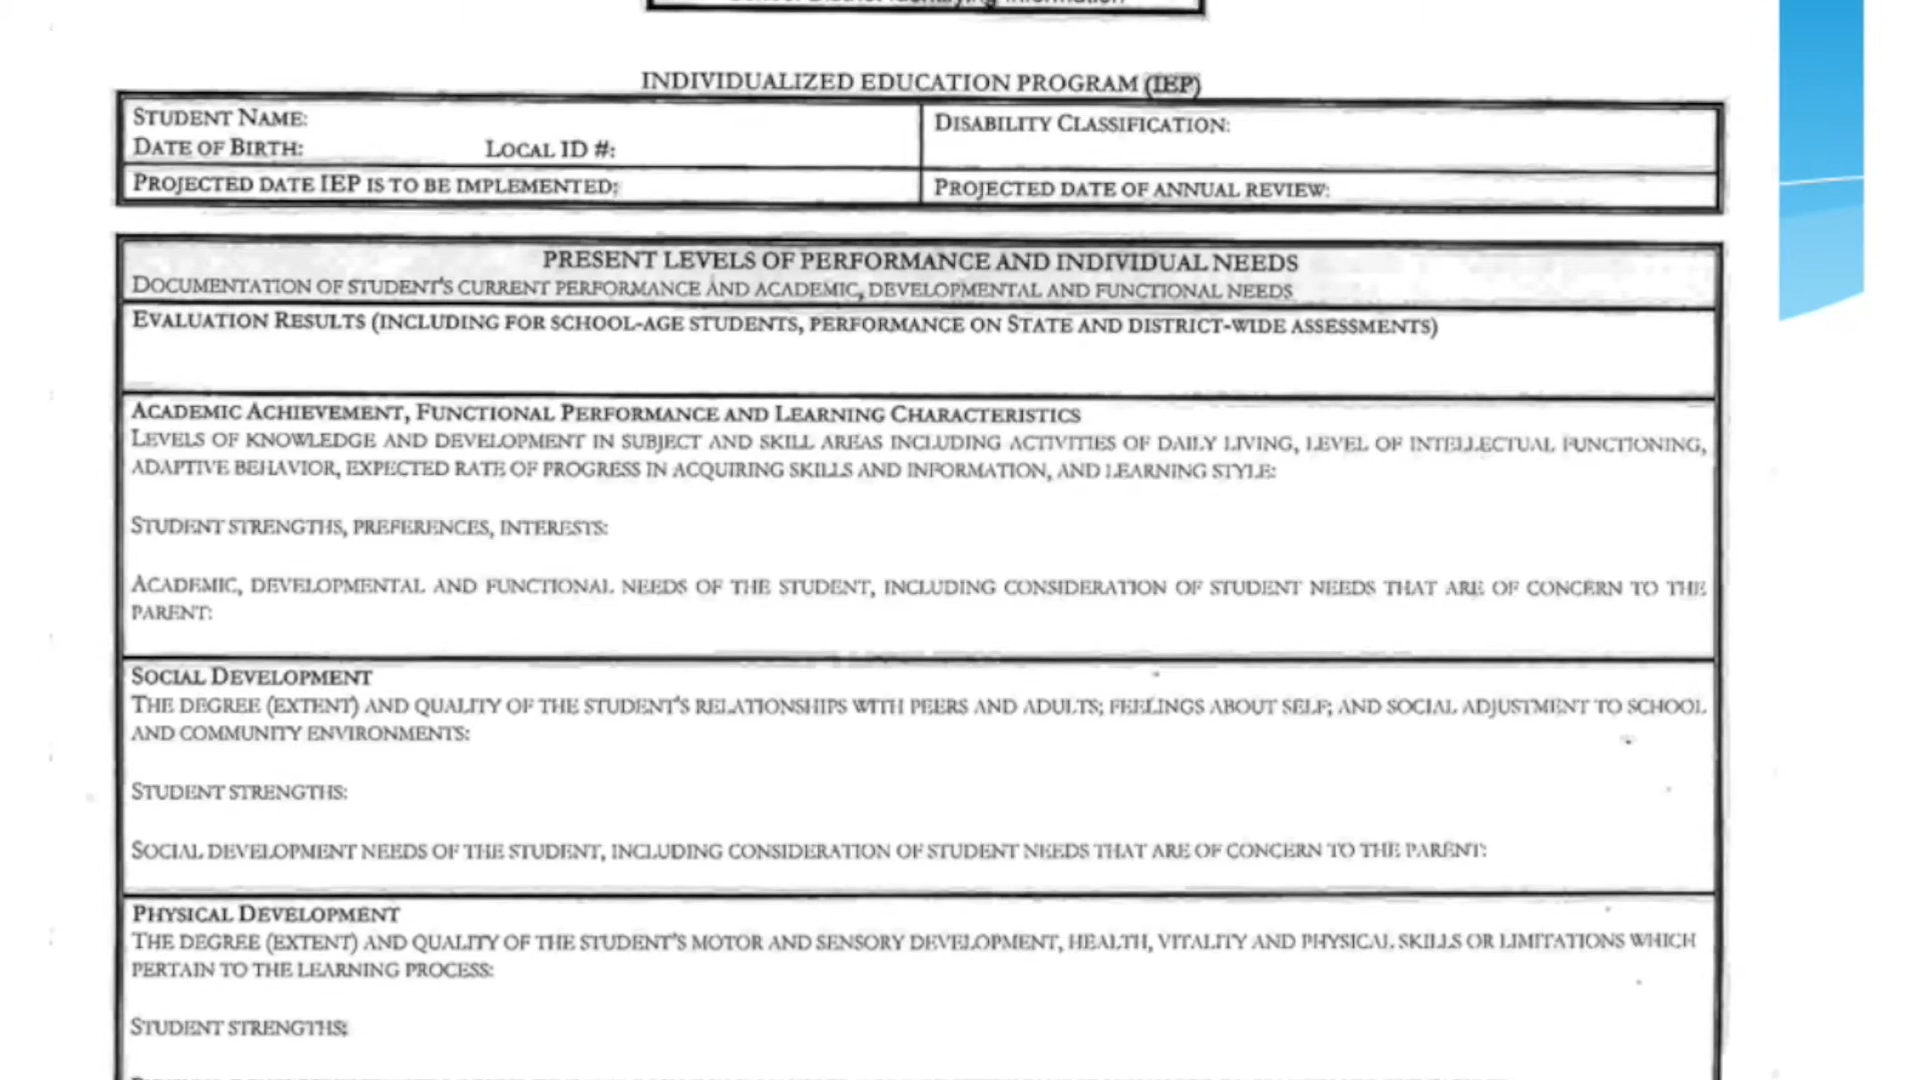 School District Identifying Information
INDIVIDUALIZED EDUCATION PROGRAM (IEP)
STUDENT NAME:
DISABILITY CLASSIFICATION:
DATE OF BIRTH: LOCAL ID #:
PROJECTED DATE IEP IS TO BE IMPLEMENTED:
PROJECTED DATE OF ANNUAL REVIEW:
PRESENT LEVELS OF PERFORMANCE AND INDIVIDUAL NEEDS
DOCUMENTATION OF STUDENT'S CURRENT PERFORMANCE AND ACADEMIC, DEVELOPMENTAL AND FUNCTIONAL NEEDS
EVALUATION RESULTS (INCLUDING FOR SCHOOL-AGE STUDENTS, PERFORMANCE ON STATE AND DISTRICT-WIDE ASSESSMENTS)
ACADEMIC ACHIEVEMENT, FUNCTIONAL PERFORMANCE AND LEARNING CHARACTERISTICS
LEVELS OF KNOWLEDGE AND DEVELOPMENT IN SUBJECT AND SKILL AREAS INCLUDING ACTIVITIES OF DAILY LIVING, LEVEL OF INTELLECTUAL FUNCTIONING,
ADAPTIVE BEHAVIOR, EXPECTED RATE OF PROGRESS IN ACQUIRING SKILLS AND INFORMATION, AND LEARNING STYLE:
STUDENT STRENGTHS, PREFERENCES, INTERESTS:
ACADEMIC, DEVELOPMENTAL AND FUNCTIONAL NEEDS OF THE STUDENT, INCLUDING CONSIDERATION OF STUDENT NEEDS THAT ARE OF CONCERN TO THE
PARENT:
SOCIAL DEVELOPMENT
THE DEGREE (EXTENT) AND QUALITY OF THE STUDENT'S RELATIONSHIPS WITH PEERS AND ADULTS; FEELINGS ABOUT SELF; AND SOCIAL ADJUSTMENT TO SCHOOL
AND COMMUNITY ENVIRONMENTS:
STUDENT STRENGTHS:
SOCIAL DEVELOPMENT NEEDS OF THE STUDENT, INCLUDING CONSIDERATION OF STUDENT NEEDS THAT ARE OF CONCERN TO THE PARENT:
PHYSICAL DEVELOPMENT
THE DEGREE (EXTENT) AND QUALITY OF THE STUDENT'S MOTOR AND SENSORY DEVELOPMENT, HEALTH, VITALITY AND PHYSICAL SKILLS OR LIMITATIONS WHICH
PERTAIN TO THE LEARNING PROCESS:
STUDENT STRENGTHS: